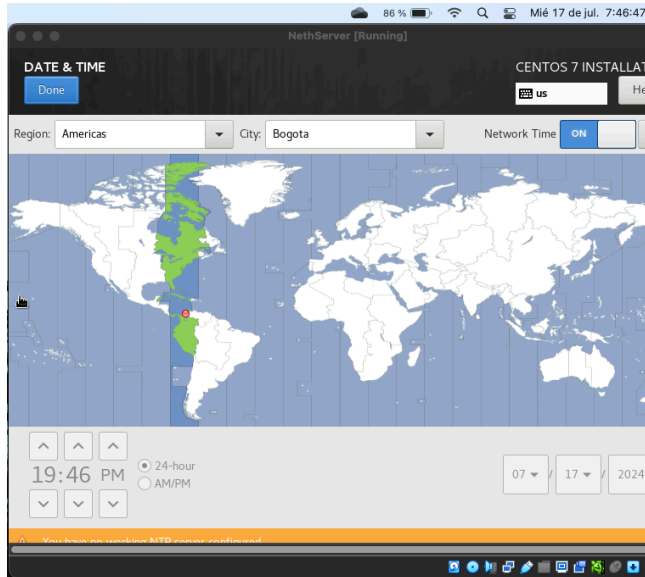 86 % Mié 17 de jul. 7:46:47
NethServer [Running]
DATE & TIME
CENTOS 7 INSTALLAT
Done
us
He
Region: Americas City: Bogota Network Time ON
19:46 PM
24-hour
AM/PM
07 / 17 / 2024
You have no working NTP server configured